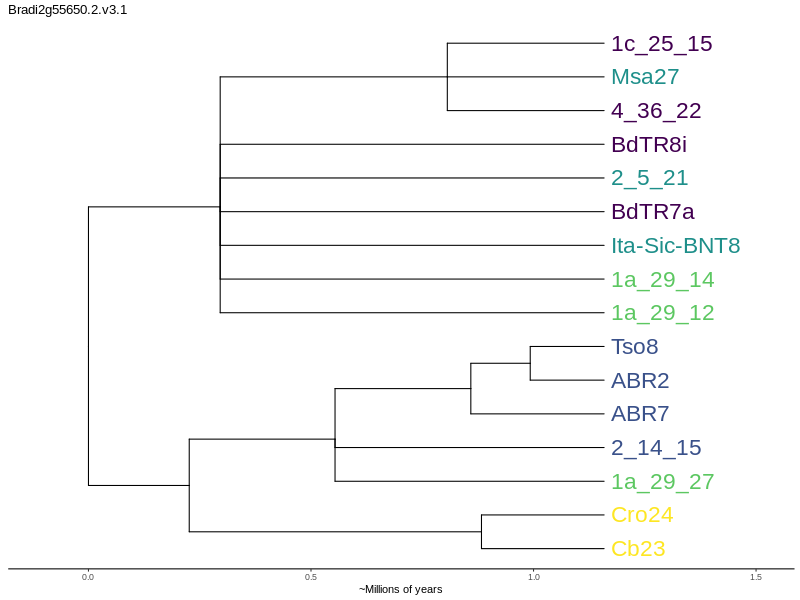 Bradi2g55650.2.v3.1
1c_25_15
Msa27
4_36_22
BdTR8i
2_5_21
BdTR7a
Ita-Sic-BNT8
1a_29_14
1a_29_12
Tso8
ABR2
ABR7
2_14_15
1a_29_27
Cro24
Cb23
0.0 0.5 1.0 1.5
~Millions of years